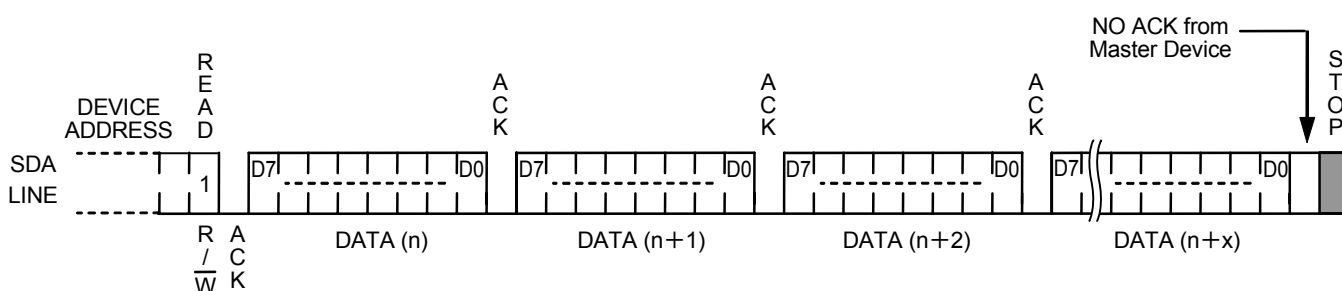 NO ACK from
Master Device
STOP
READ
ACK
ACK
ACK
DEVICE
ADDRESS
SDA
LINE
1
D7
D0
D7
D0
D7
D0
D7
D0
R/W
ACK
DATA (n)
DATA (n+1)
DATA (n+2)
DATA (n+x)